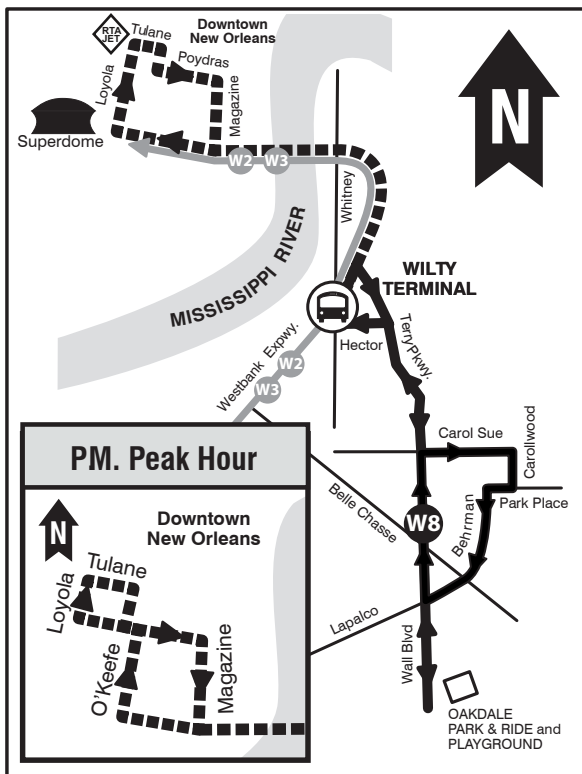 RTA
JET
Tulane
Downtown
New Orleans
Poydras
Loyola
Magazine
Superdome
N
W2
W3
Whitney
MISSISSIPPI RIVER
WILTY
TERMINAL
Hector
Terry Pkwy.
Westbank Expwy.
W2
W3
Carol Sue
Carollwood
Park Place
Behrman
Belle Chasse
W8
Lapalco
Wall Blvd
OAKDALE
PARK & RIDE and
PLAYGROUND
PM. Peak Hour
N
Downtown
New Orleans
Tulane
Loyola
O'Keefe
Magazine